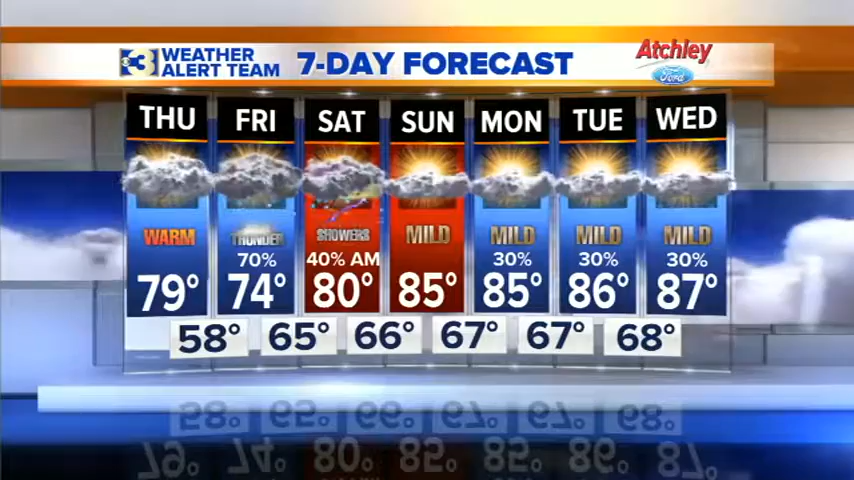 3 WEATHER ALERT TEAM
7-DAY FORECAST
Atchley
Ford
THU FRI SAT SUN MON TUE WED
WARM THUNDER SHOWERS MILD MILD MILD MILD
70% 40% AM 30% 30% 30%
79° 74° 80° 85° 85° 86° 87°
58° 65° 66° 67° 67° 68°